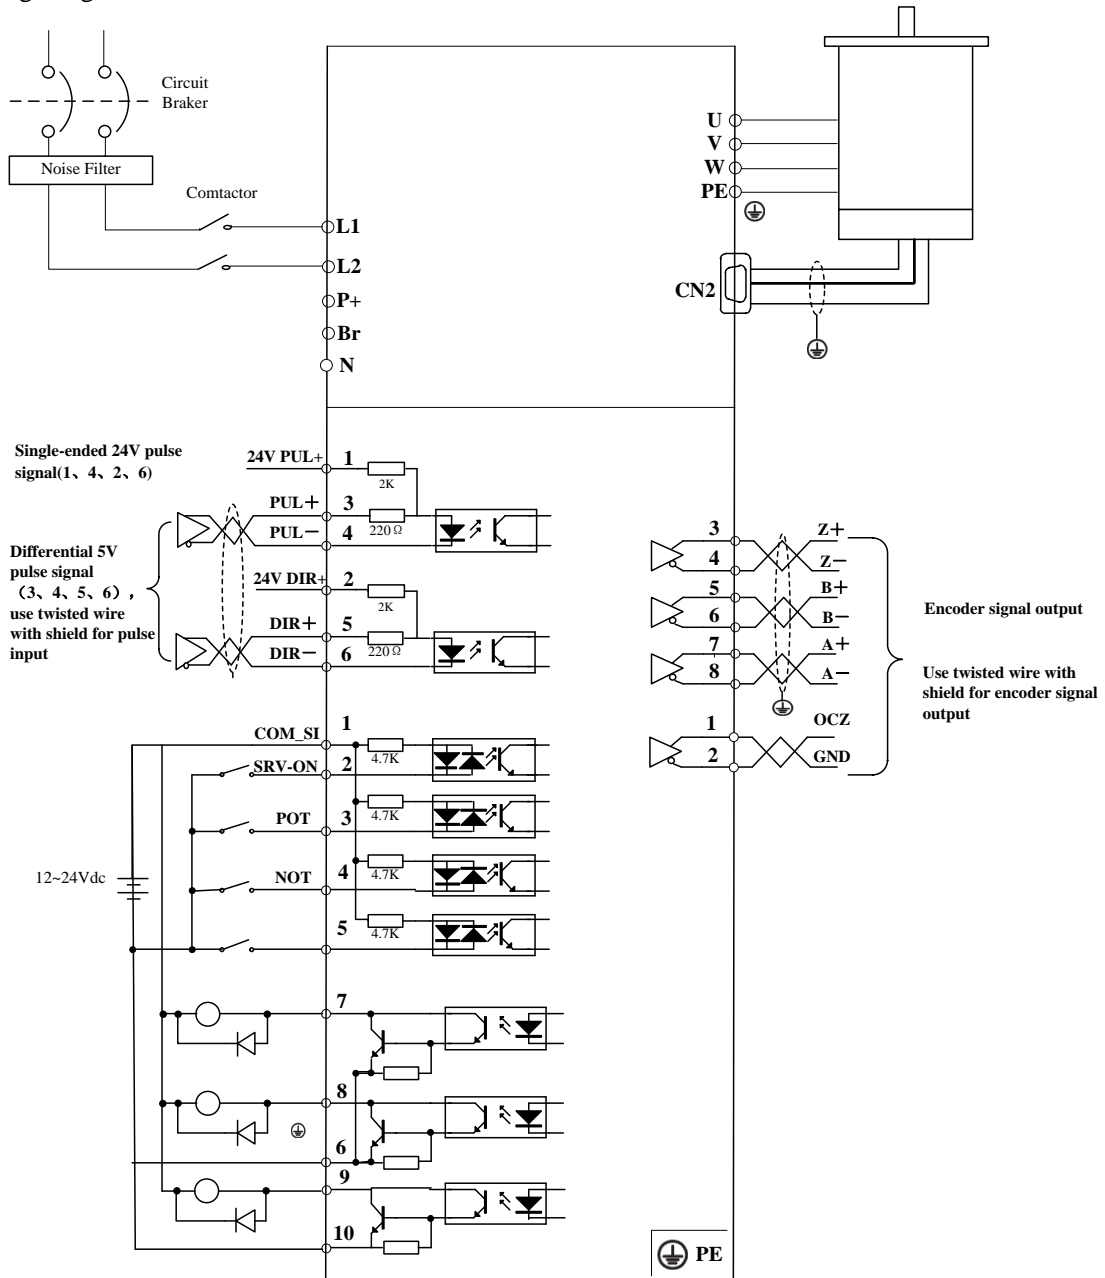 Circuit
Braker
Noise Filter
Comtactor
L1
L2
P+
Br
N
U
V
W
PE
CN2
Single-ended 24V pulse
signal(1、4、2、6)
24V PUL+ 1
2K
PUL+ 3
220Ω
PUL− 4
Differential 5V
pulse signal
（3、4、5、6），
use twisted wire
with shield for pulse
input
24V DIR+ 2
2K
DIR+ 5
220Ω
DIR− 6
3 Z+
4 Z−
5 B+
6 B−
7 A+
8 A−
1 OCZ
2 GND
Encoder signal output
Use twisted wire with
shield for encoder signal
output
COM_SI 1
4.7K
SRV-ON 2
4.7K
POT 3
4.7K
NOT 4
4.7K
5
12~24Vdc
7
8
6
9
10
PE